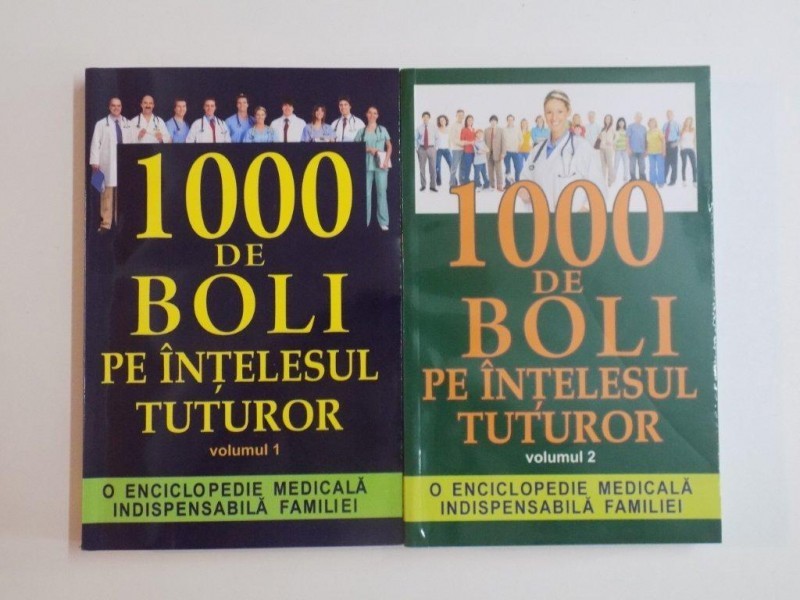 1000
DE
BOLI
PE ÎNȚELESUL
TUTUROR
volumul 1
O ENCICLOPEDIE MEDICALĂ
INDISPENSABILĂ FAMILIEI
1000
DE
BOLI
PE ÎNȚELESUL
TUTUROR
volumul 2
O ENCICLOPEDIE MEDICALĂ
INDISPENSABILĂ FAMILIEI